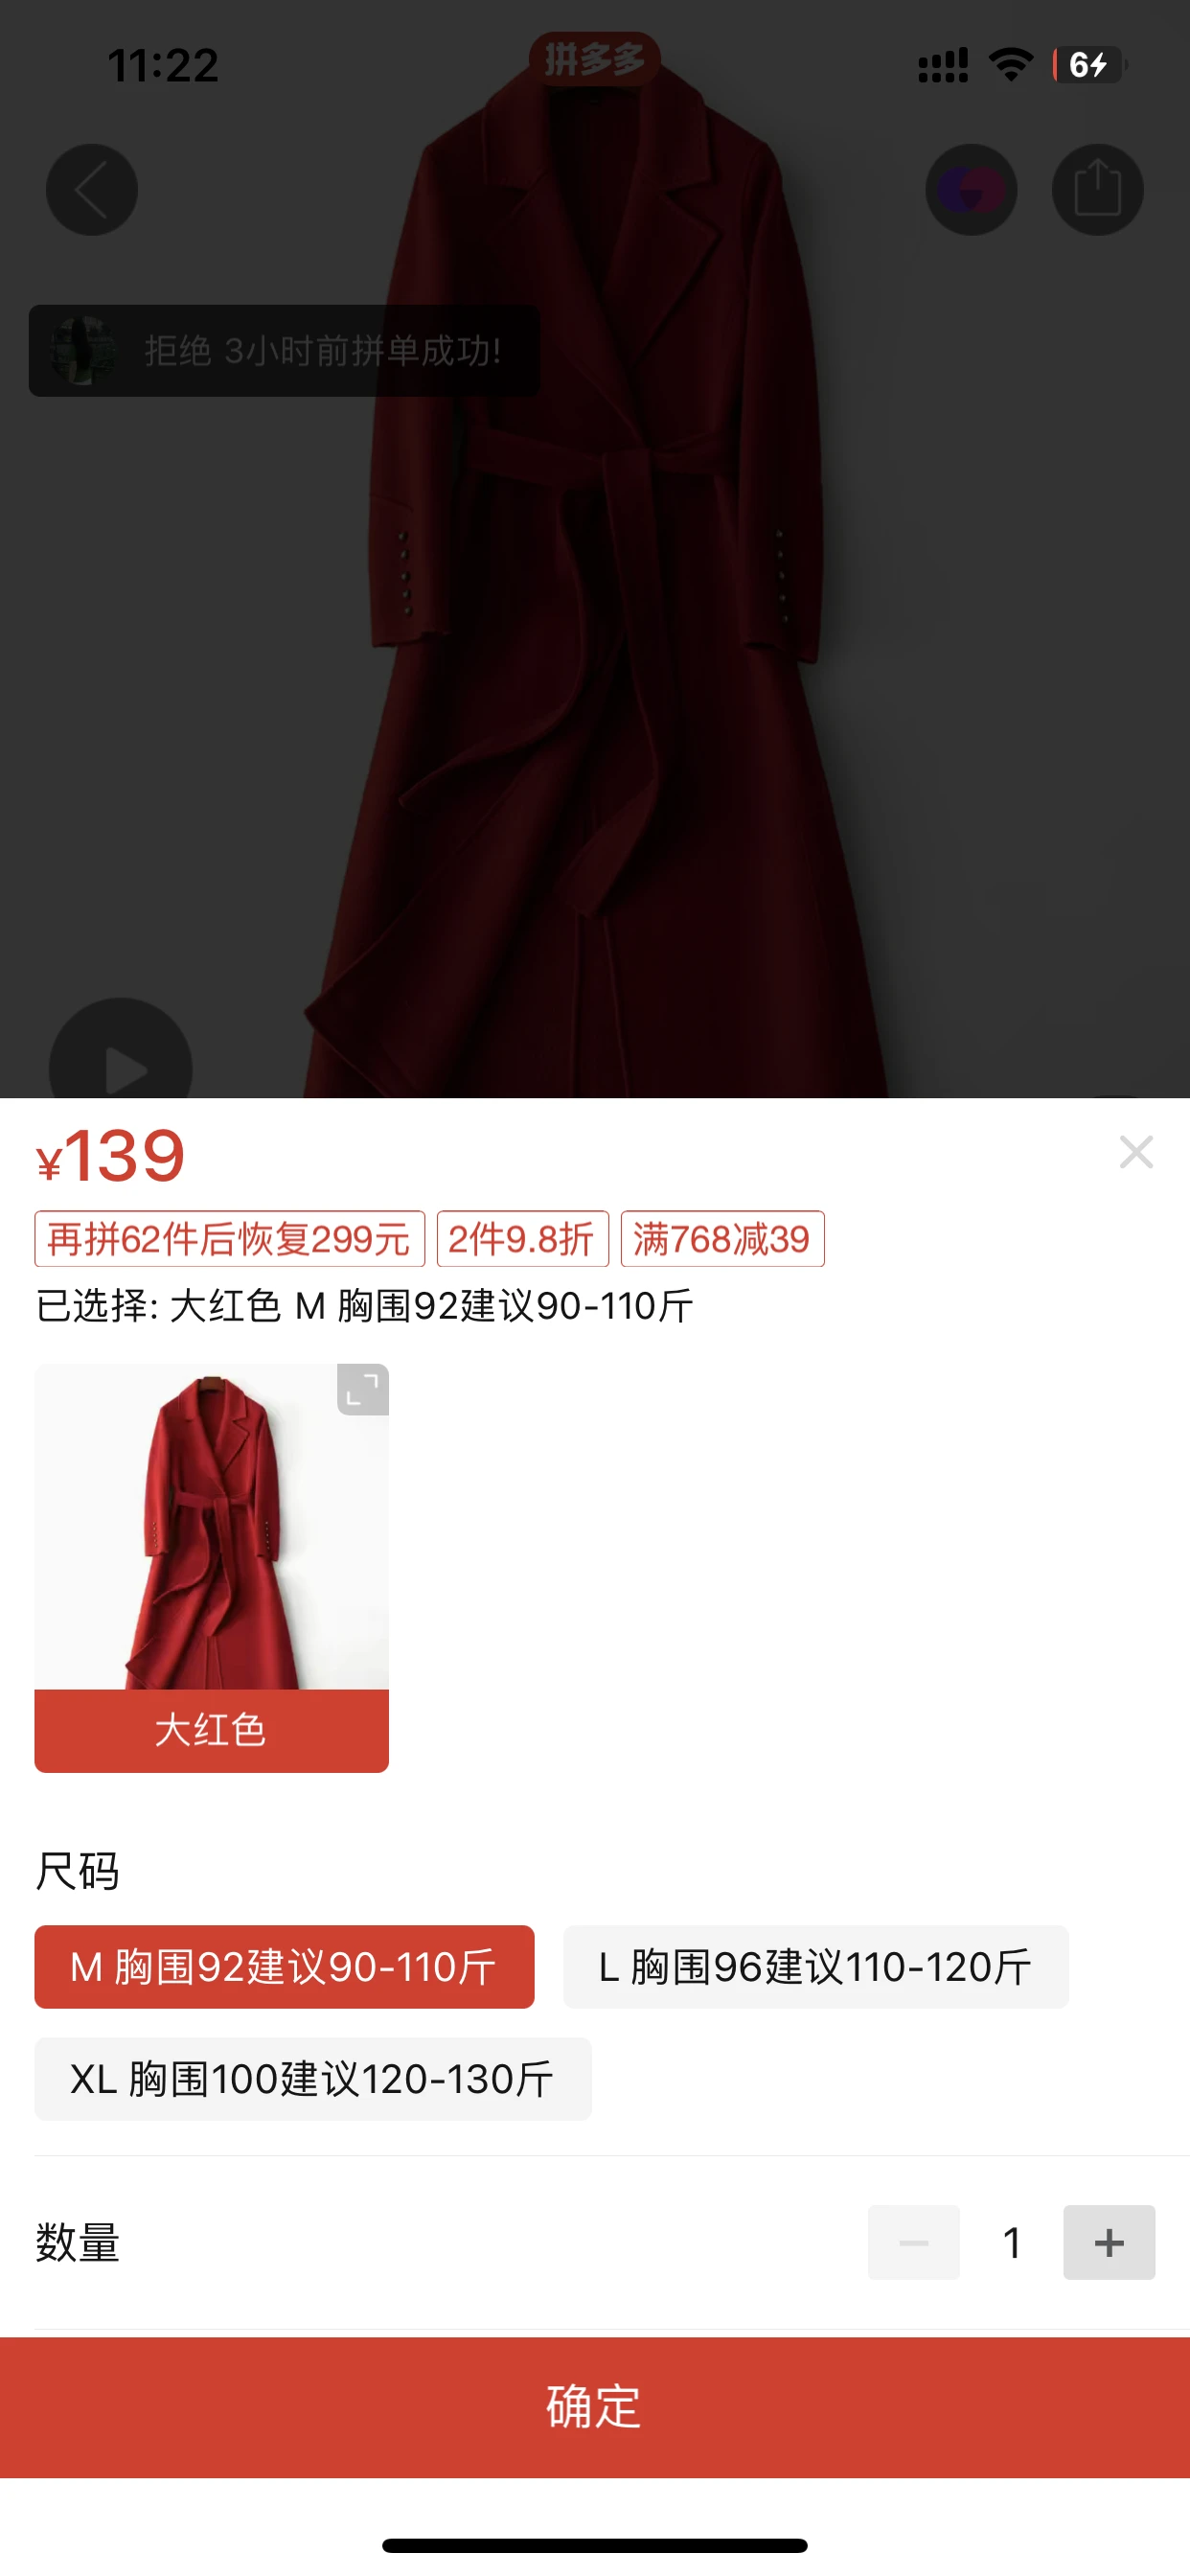 11:22
拼多多
6
拒绝 3小时前拼单成功!
¥139
再拼62件后恢复299元 2件9.8折 满768减39
已选择: 大红色 M 胸围92建议90-110斤
大红色
尺码
M 胸围92建议90-110斤 L 胸围96建议110-120斤
XL 胸围100建议120-130斤
数量 1
确定